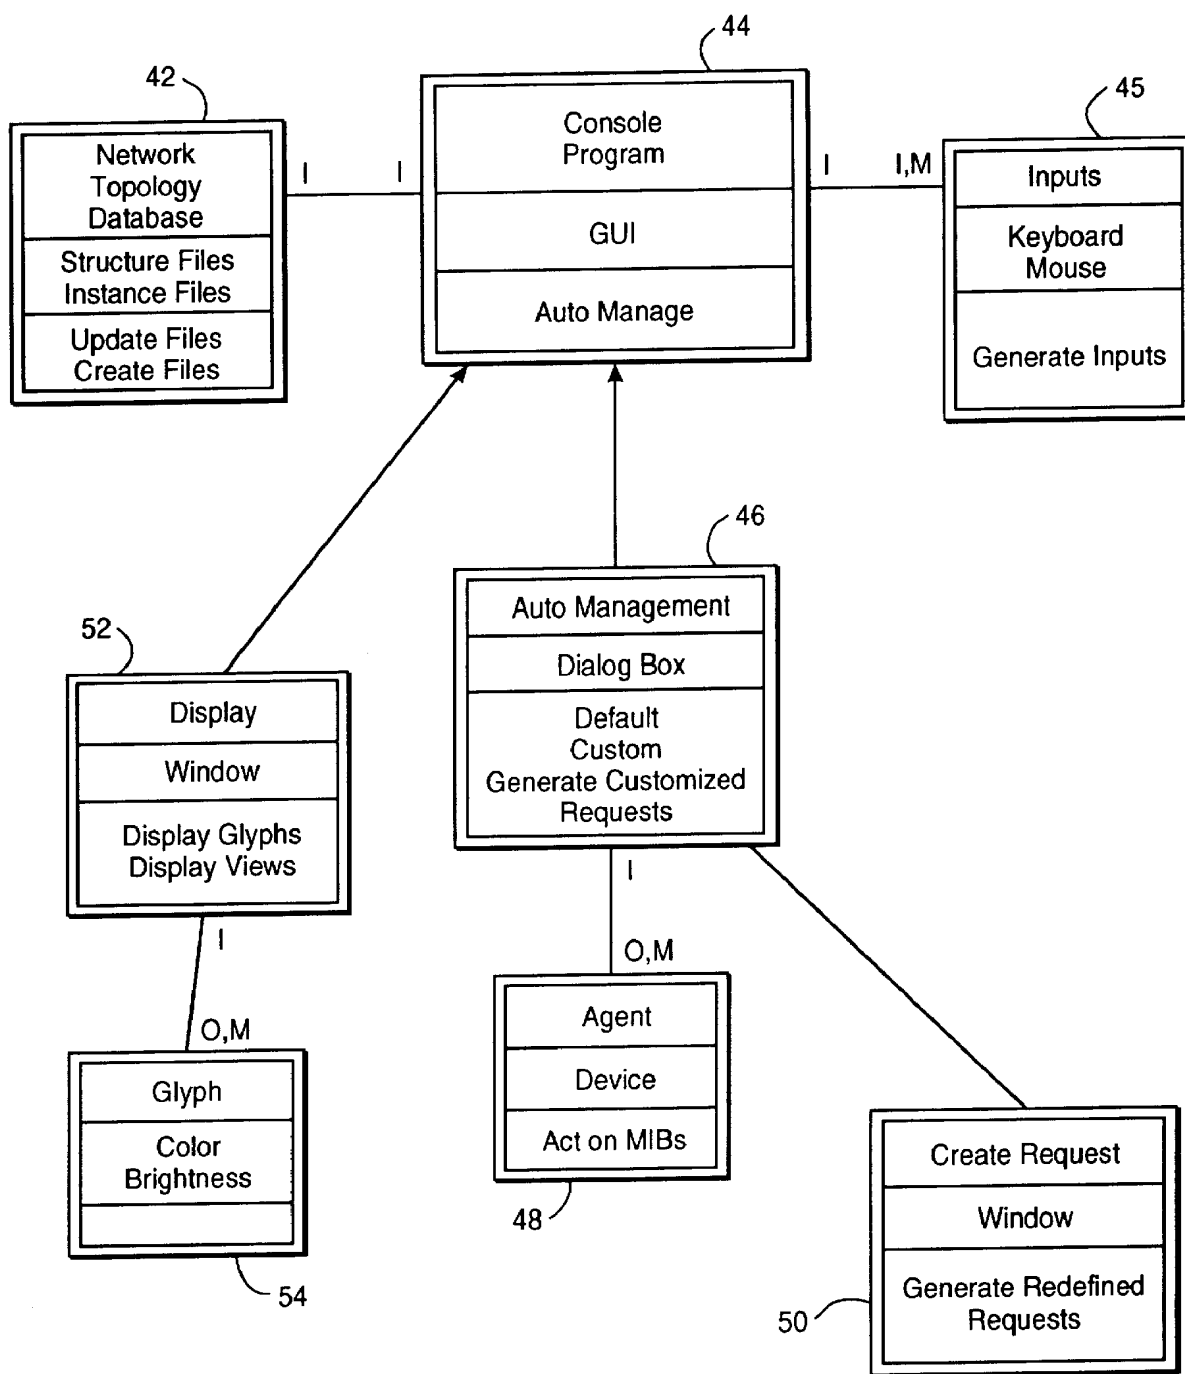 44
42
45
Network
Topology
Database
Structure Files
Instance Files
Update Files
Create Files
I
I
Console
Program
GUI
Auto Manage
I
I,M
Inputs
Keyboard
Mouse
Generate Inputs
46
Auto Management
Dialog Box
Default
Custom
Generate Customized
Requests
52
Display
Window
Display Glyphs
Display Views
I
O,M
Glyph
Color
Brightness
54
I
O,M
Agent
Device
Act on MIBs
48
Create Request
Window
Generate Redefined
Requests
50